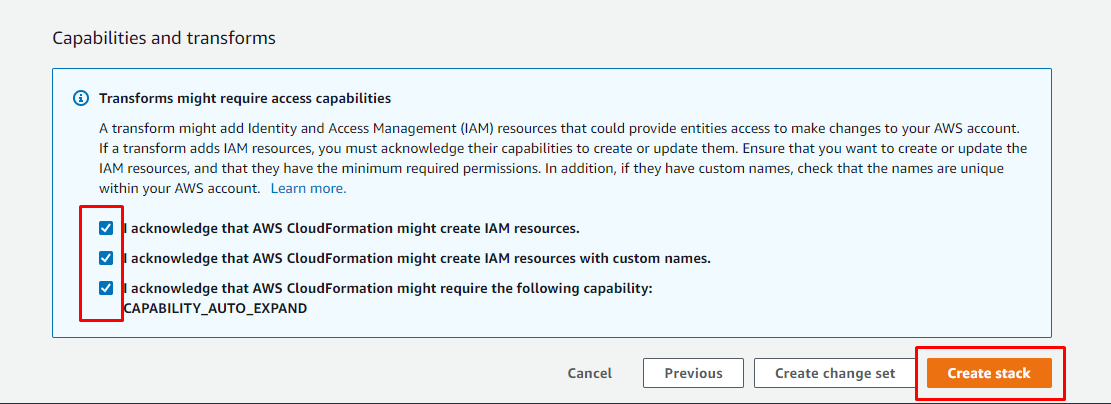 Capabilities and transforms
Transforms might require access capabilities
A transform might add Identity and Access Management (IAM) resources that could provide entities access to make changes to your AWS account.
If a transform adds IAM resources, you must acknowledge their capabilities to create or update them. Ensure that you want to create or update the
IAM resources, and that they have the minimum required permissions. In addition, if they have custom names, check that the names are unique
within your AWS account. Learn more.
I acknowledge that AWS CloudFormation might create IAM resources.
I acknowledge that AWS CloudFormation might create IAM resources with custom names.
I acknowledge that AWS CloudFormation might require the following capability:
CAPABILITY_AUTO_EXPAND
Cancel Previous Create change set Create stack